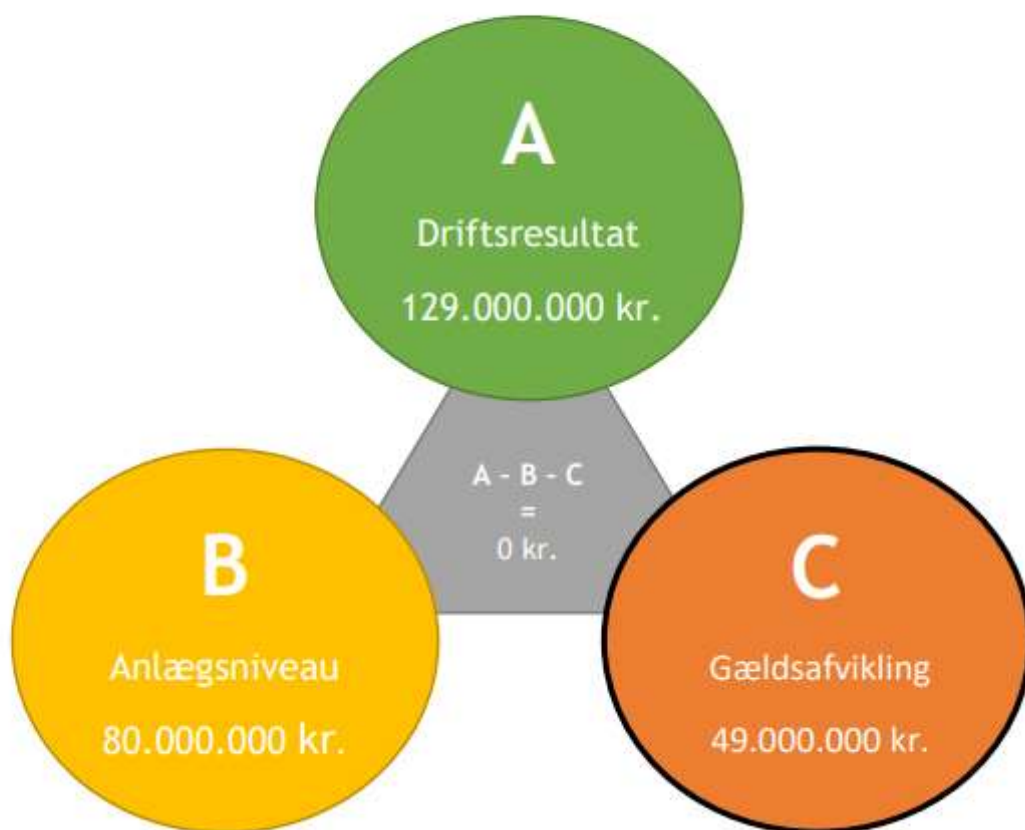 A
Driftsresultat
129.000.000 kr.
A - B - C
=
0 kr.
B
Anlægsniveau
80.000.000 kr.
C
Gældsafvikling
49.000.000 kr.